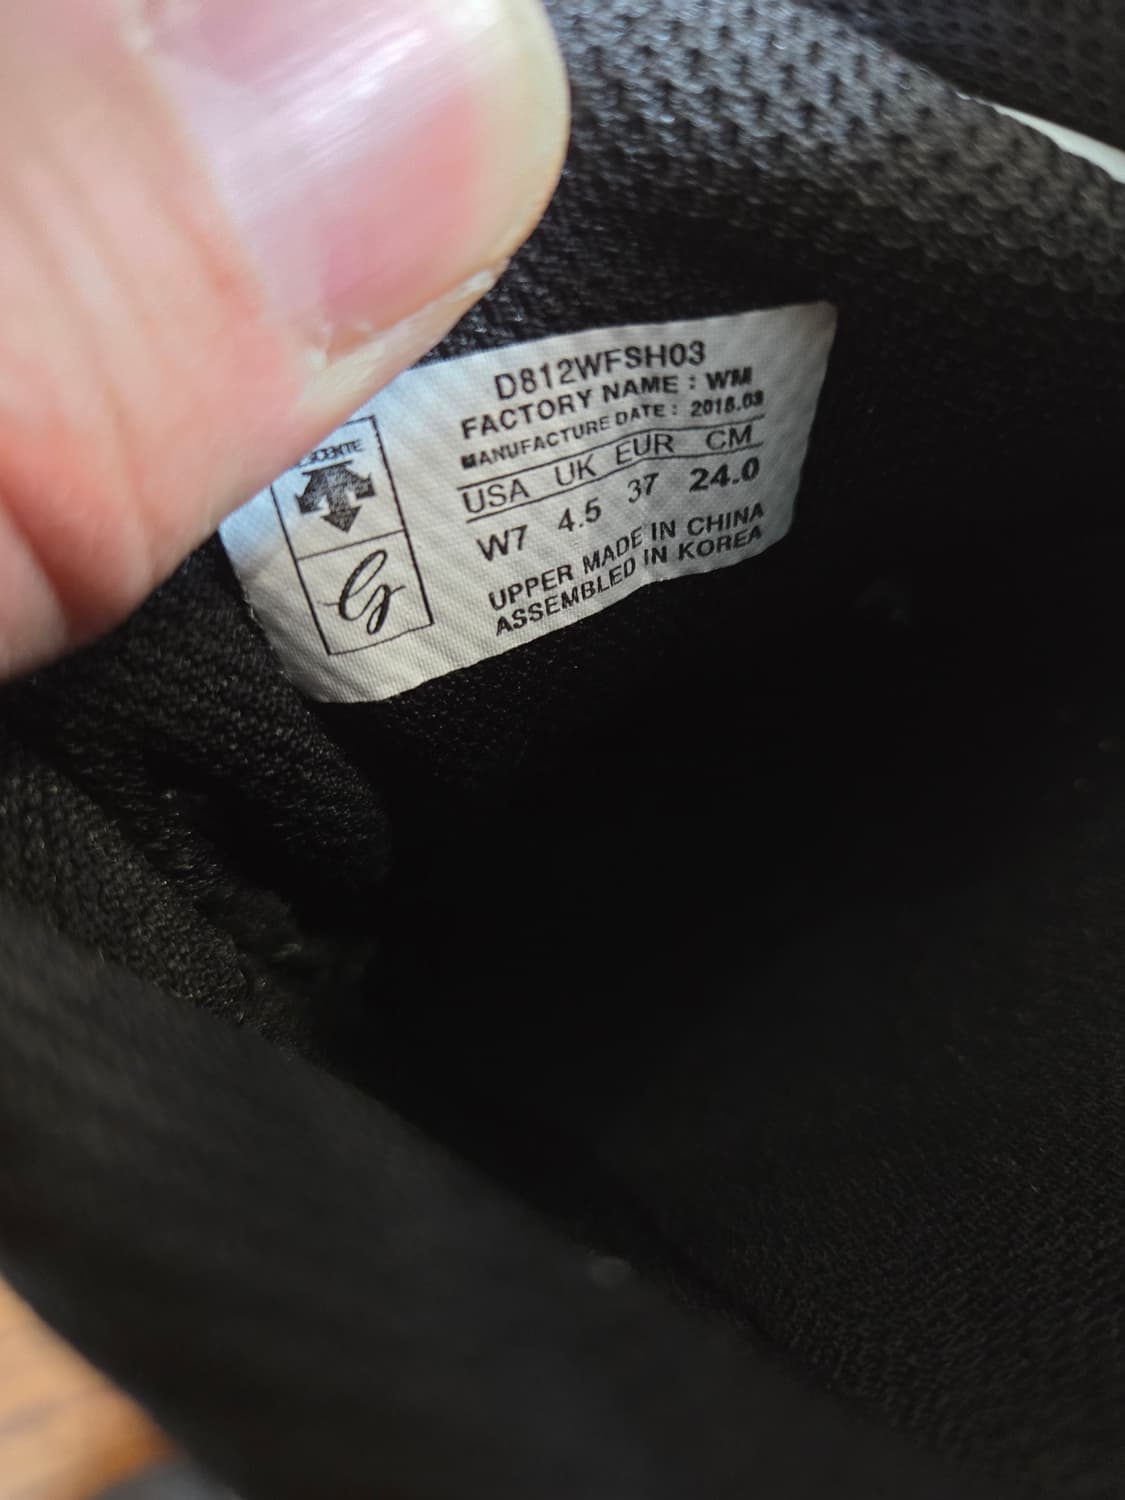 D812WFSH03
FACTORY NAME : WM
MANUFACTURE DATE : 2018.03
USA UK EUR CM
W7 4.5 37 24.0
UPPER MADE IN CHINA
ASSEMBLED IN KOREA
G